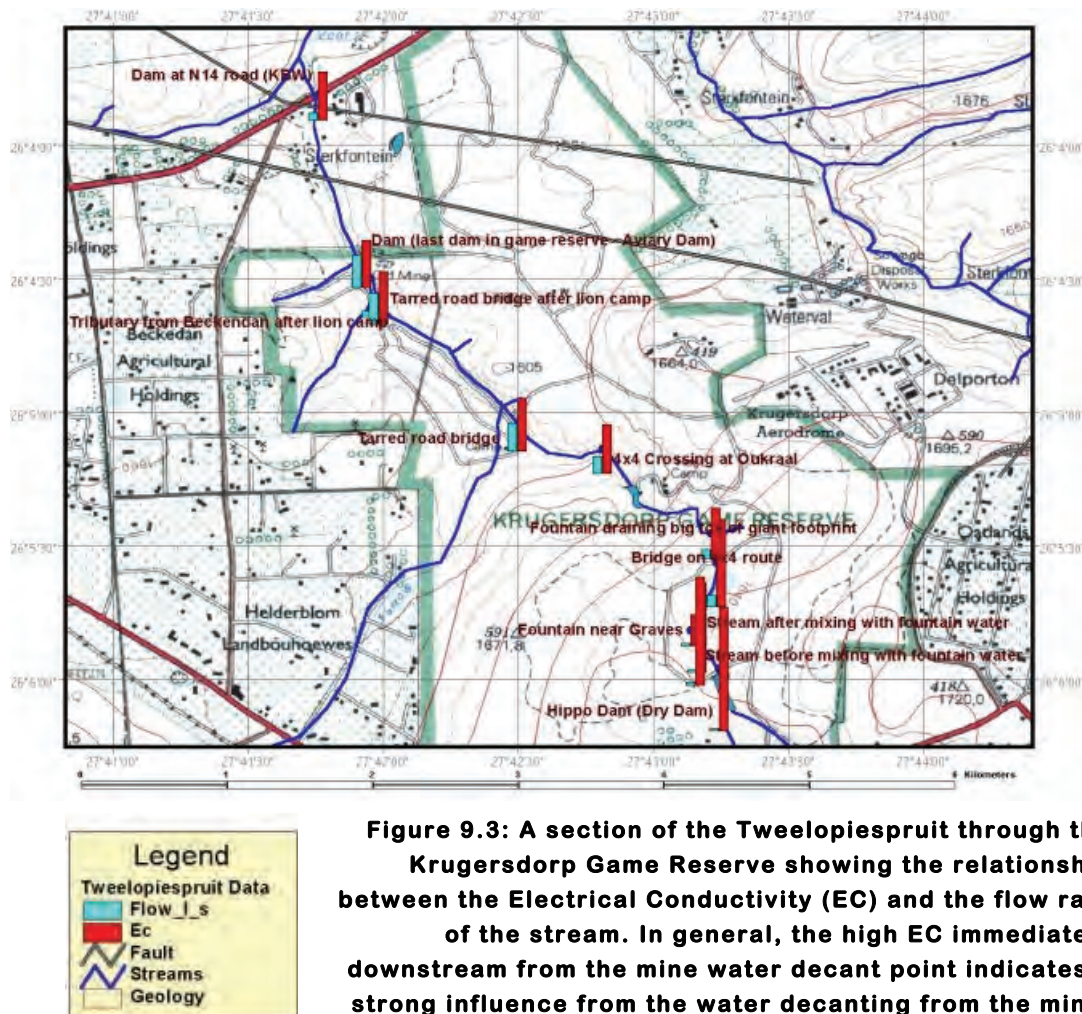 27°41'00" 27°41'30" 27°42'00" 27°42'30" 27°43'00" 27°43'30" 27°44'00"
Dam at N14 road (KBW)
Sterkfontein
1676
26°4'00" 26°4'00"
Sterkfontein
Dam (last dam in game reserve - Aviary Dam)
Disposal
Works
26°4'30" 26°4'30"
Tarred road bridge after lion camp
Tributary from Beckendan after lion camp
Waterval
Beckedan
Agricultural
Holdings
419
1664,0
1505
Delporton
Krugersdorp
Aerodrome
26°5'00" 26°5'00"
590
1695,2
Tarred road bridge
4x4 Crossing at Oukraal
Camp
KRUGERSDORP GAME RESERVE
Fountain draining big toe of giant footprint
Oatlands
26°5'30" 26°5'30"
Bridge on 4x4 route
Agricultura
Holdings
Helderblom
Landbouhoewes
591
1671,8
Fountain near Graves
Stream after mixing with fountain water
Stream before mixing with fountain water
26°6'00" 26°6'00"
418
1720,0
Hippo Dam (Dry Dam)
27°41'00" 27°41'30" 27°42'00" 27°42'30" 27°43'00" 27°43'30" 27°44'00"
0 1 2 3 4 5 6 Kilometers
Legend
Tweelopiespruit Data
Flow_l_s
Ec
Fault
Streams
Geology
Figure 9.3: A section of the Tweelopiespruit through t
Krugersdorp Game Reserve showing the relationsh
between the Electrical Conductivity (EC) and the flow ra
of the stream. In general, the high EC immediate
downstream from the mine water decant point indicates
strong influence from the water decanting from the min